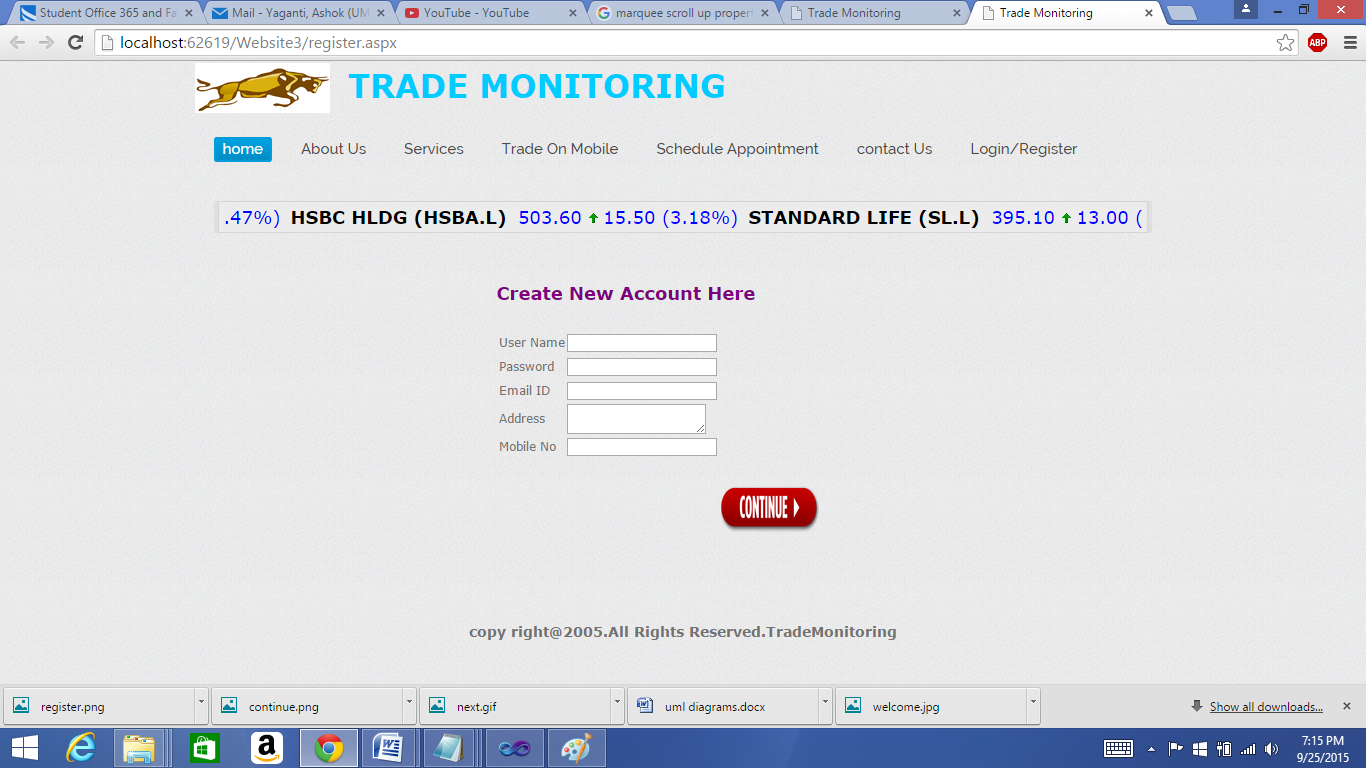 Student Office 365 and Fa
Mail - Yaganti, Ashok (UM
YouTube - YouTube
marquee scroll up propert
Trade Monitoring
Trade Monitoring
localhost:62619/Website3/register.aspx
ABP
TRADE MONITORING
home About Us Services Trade On Mobile Schedule Appointment contact Us Login/Register
.47%) HSBC HLDG (HSBA.L) 503.60 15.50 (3.18%) STANDARD LIFE (SL.L) 395.10 13.00 (
Create New Account Here
User Name
Password
Email ID
Address
Mobile No
CONTINUE
copy right@2005.All Rights Reserved.TradeMonitoring
register.png continue.png next.gif uml diagrams.docx welcome.jpg Show all downloads...
7:15 PM
9/25/2015